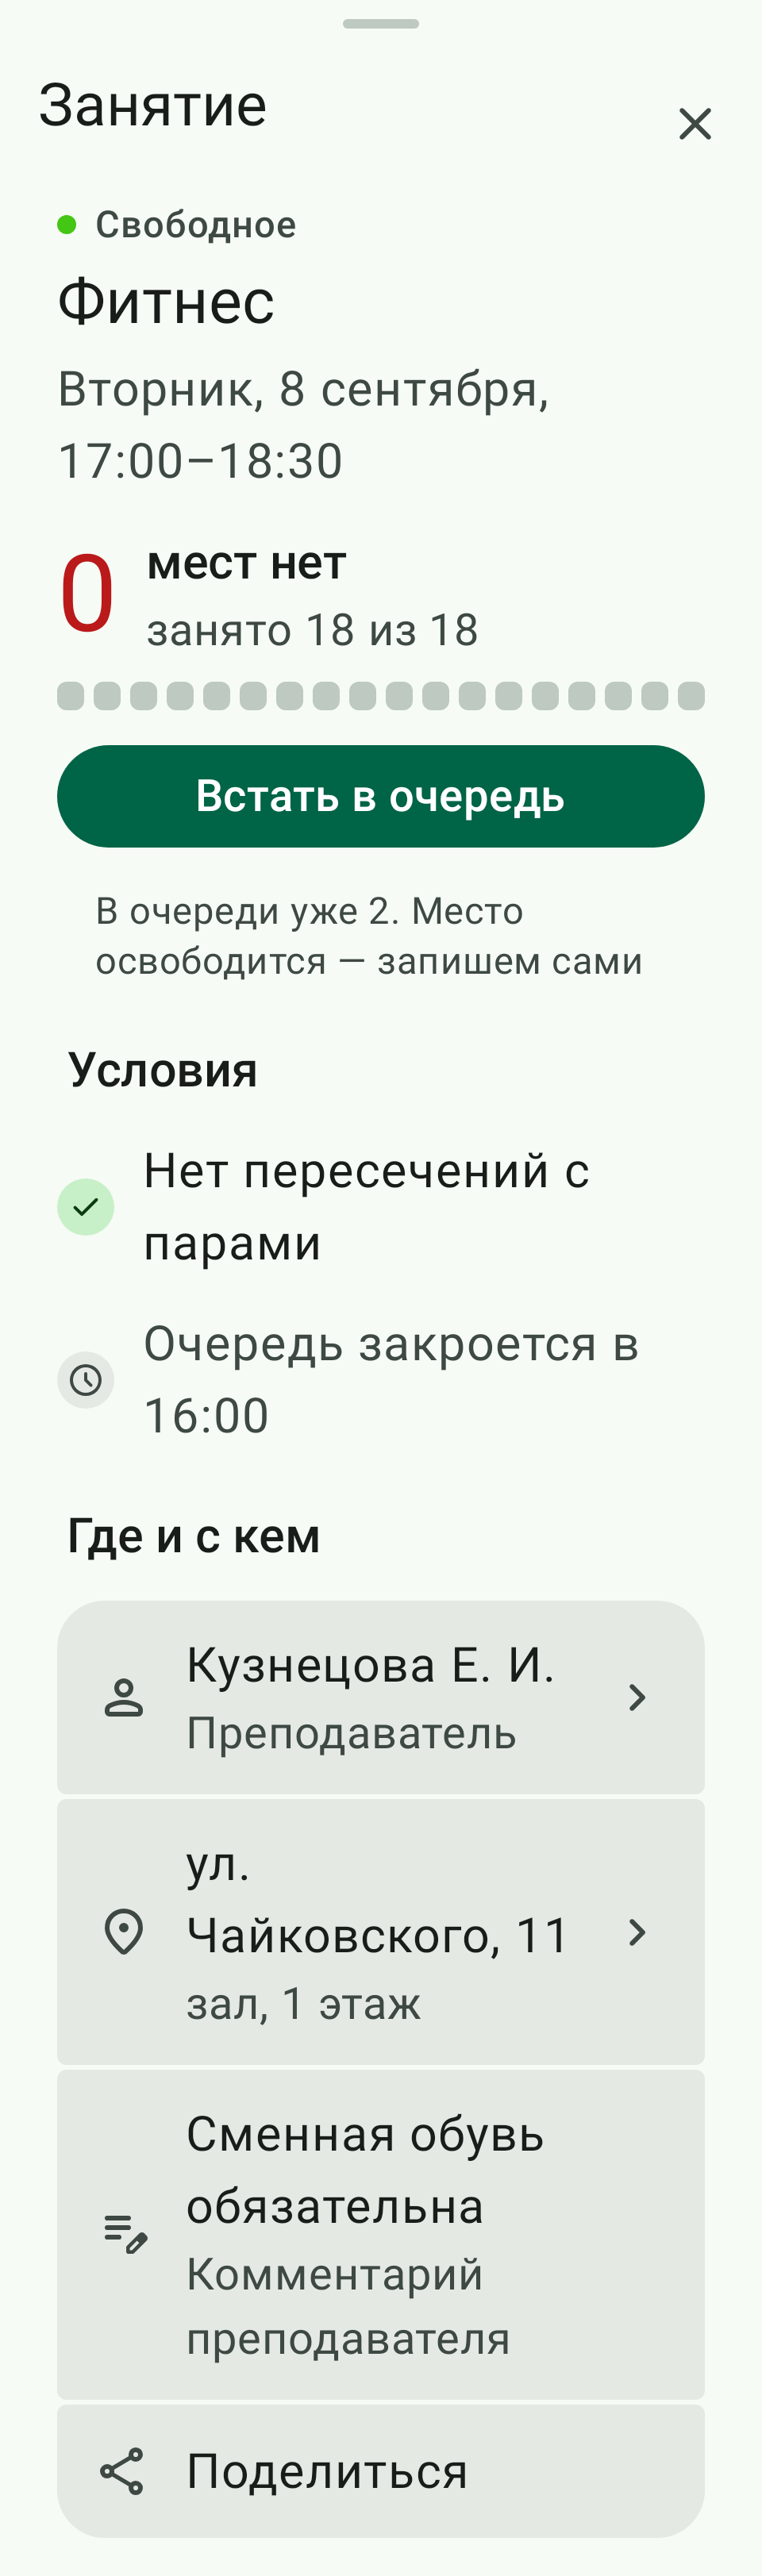 Занятие
Свободное
Фитнес
Вторник, 8 сентября,
17:00–18:30
0
мест нет
занято 18 из 18
Встать в очередь
В очереди уже 2. Место
освободится — запишем сами
Условия
Нет пересечений с
парами
Очередь закроется в
16:00
Где и с кем
Кузнецова Е. И.
Преподаватель
ул.
Чайковского, 11
зал, 1 этаж
Сменная обувь
обязательна
Комментарий
преподавателя
Поделиться